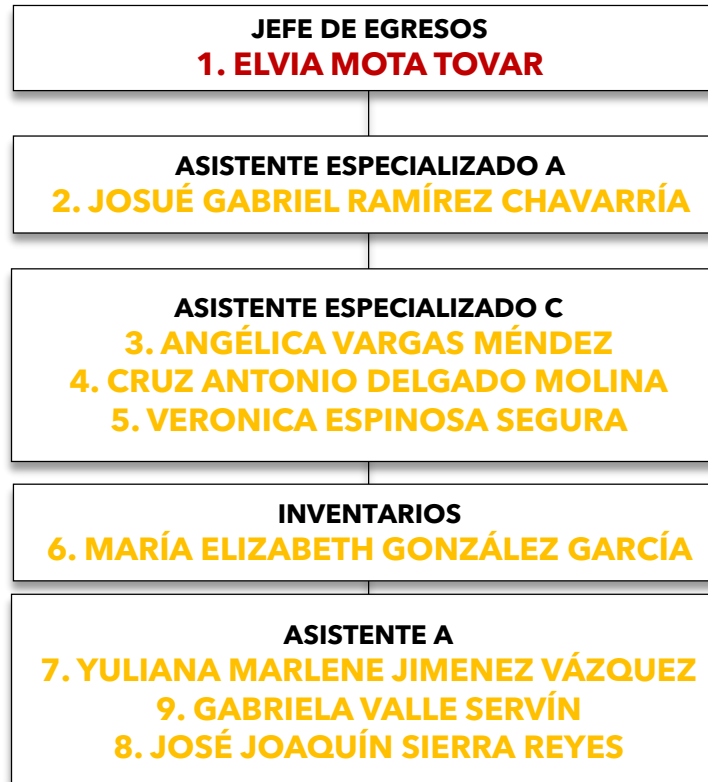 JEFE DE EGRESOS
1. ELVIA MOTA TOVAR
ASISTENTE ESPECIALIZADO A
2. JOSUÉ GABRIEL RAMÍREZ CHAVARRÍA
ASISTENTE ESPECIALIZADO C
3. ANGÉLICA VARGAS MÉNDEZ
4. CRUZ ANTONIO DELGADO MOLINA
5. VERONICA ESPINOSA SEGURA
INVENTARIOS
6. MARÍA ELIZABETH GONZÁLEZ GARCÍA
ASISTENTE A
7. YULIANA MARLENE JIMENEZ VÁZQUEZ
9. GABRIELA VALLE SERVÍN
8. JOSÉ JOAQUÍN SIERRA REYES